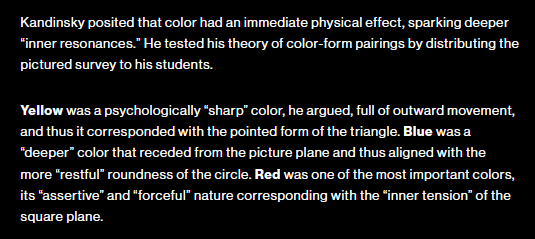 Kandinsky posited that color had an immediate physical effect, sparking deeper
“inner resonances.” He tested his theory of color-form pairings by distributing the
pictured survey to his students.
Yellow was a psychologically “sharp” color, he argued, full of outward movement,
and thus it corresponded with the pointed form of the triangle. Blue was a
“deeper” color that receded from the picture plane and thus aligned with the
more “restful” roundness of the circle. Red was one of the most important colors,
its “assertive” and “forceful” nature corresponding with the “inner tension” of the
square plane.